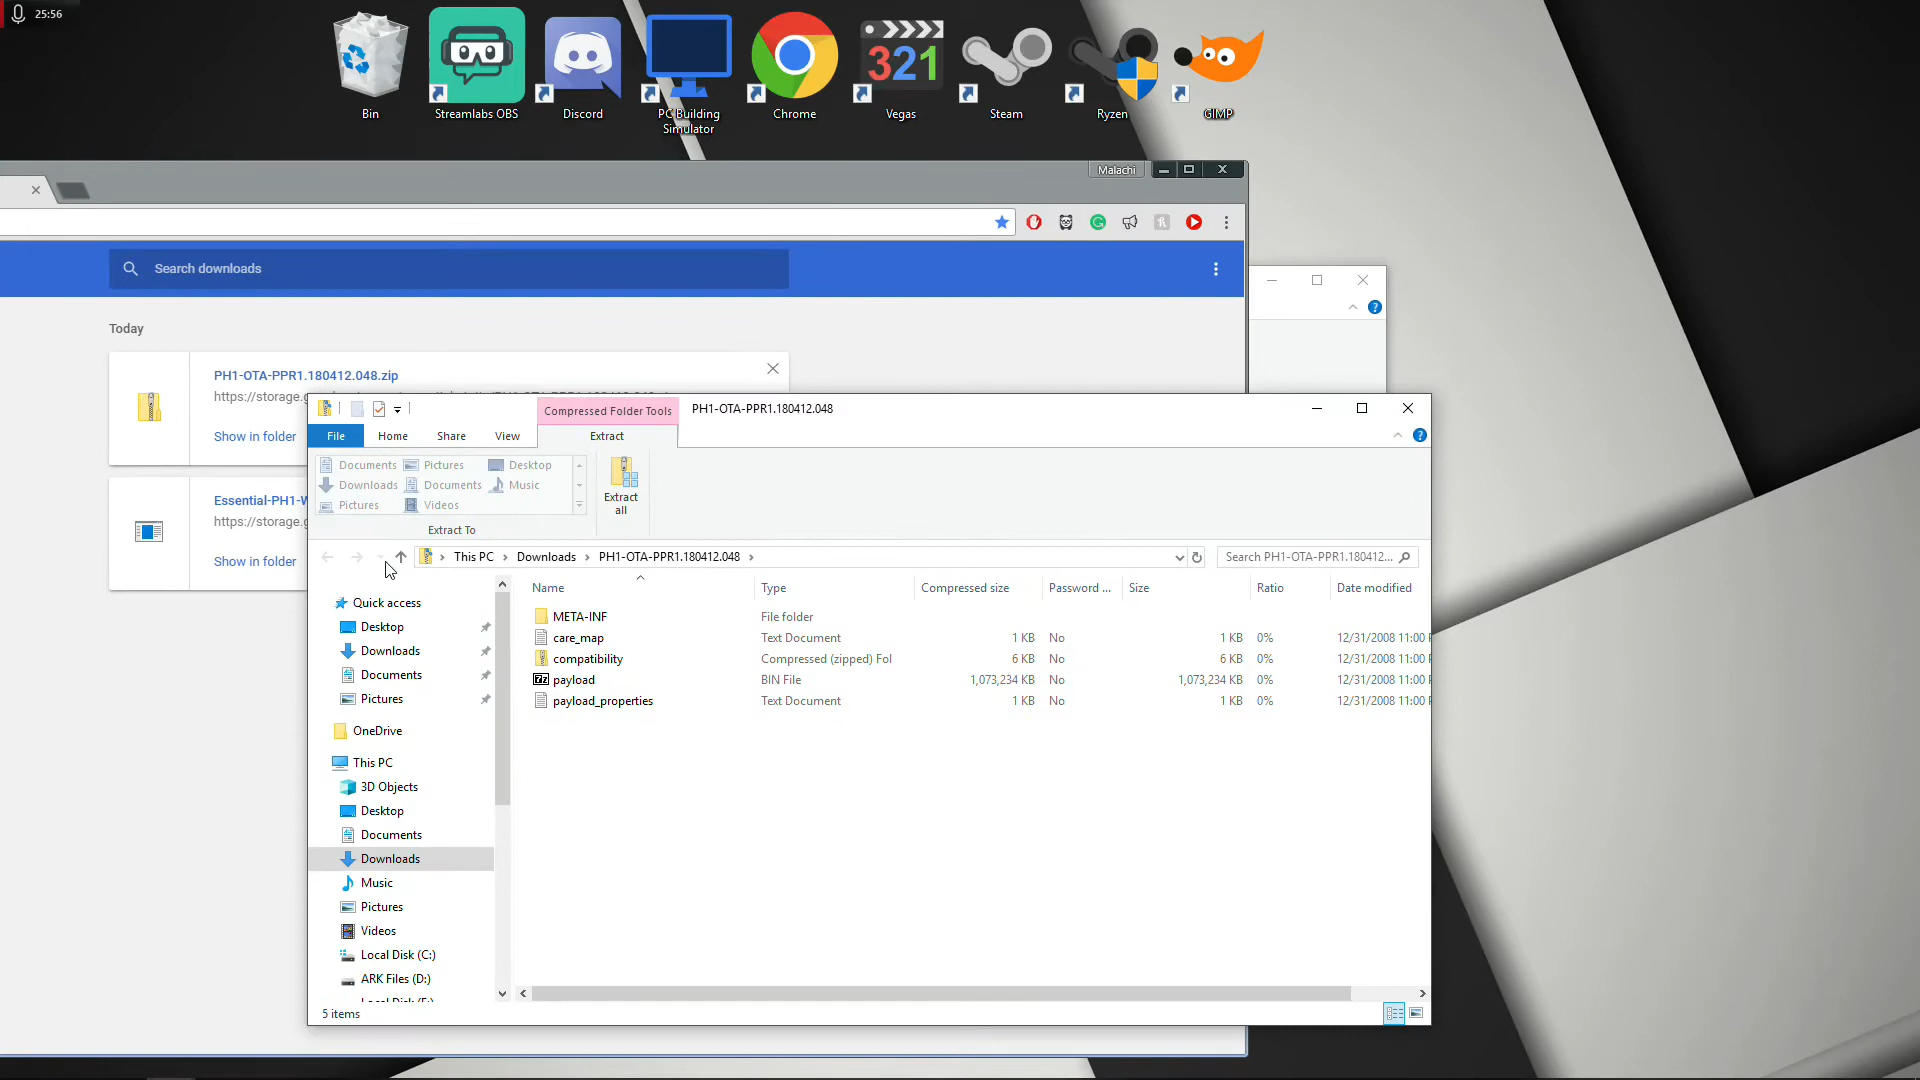 25:56
Bin
Streamlabs OBS
Discord
PC Building
Simulator
Chrome
321
Vegas
Steam
Ryzen
GIMP
Malachi
Search downloads
Today
PH1-OTA-PPR1.180412.048.zip
Show in folder
Essential-PH1-W
https://storage.g
Show in folder
Compressed Folder Tools
PH1-OTA-PPR1.180412.048
File
Home
Share
View
Extract
Documents
Pictures
Desktop
Downloads
Documents
Music
Pictures
Videos
Extract To
Extract
all
This PC
Downloads
PH1-OTA-PPR1.180412.048
Search PH1-OTA-PPR1.180412...
Name
Type
Compressed size
Password ...
Size
Ratio
Date modified
META-INF File folder
care_map Text Document 1 KB No 1 KB 0% 12/31/2008 11:00
compatibility Compressed (zipped) Fol 6 KB No 6 KB 0% 12/31/2008 11:00
payload BIN File 1,073,234 KB No 1,073,234 KB 0% 12/31/2008 11:00
payload_properties Text Document 1 KB No 1 KB 0% 12/31/2008 11:00
Quick access
Desktop
Downloads
Documents
Pictures
OneDrive
This PC
3D Objects
Desktop
Documents
Downloads
Music
Pictures
Videos
Local Disk (C:)
ARK Files (D:)
5 items